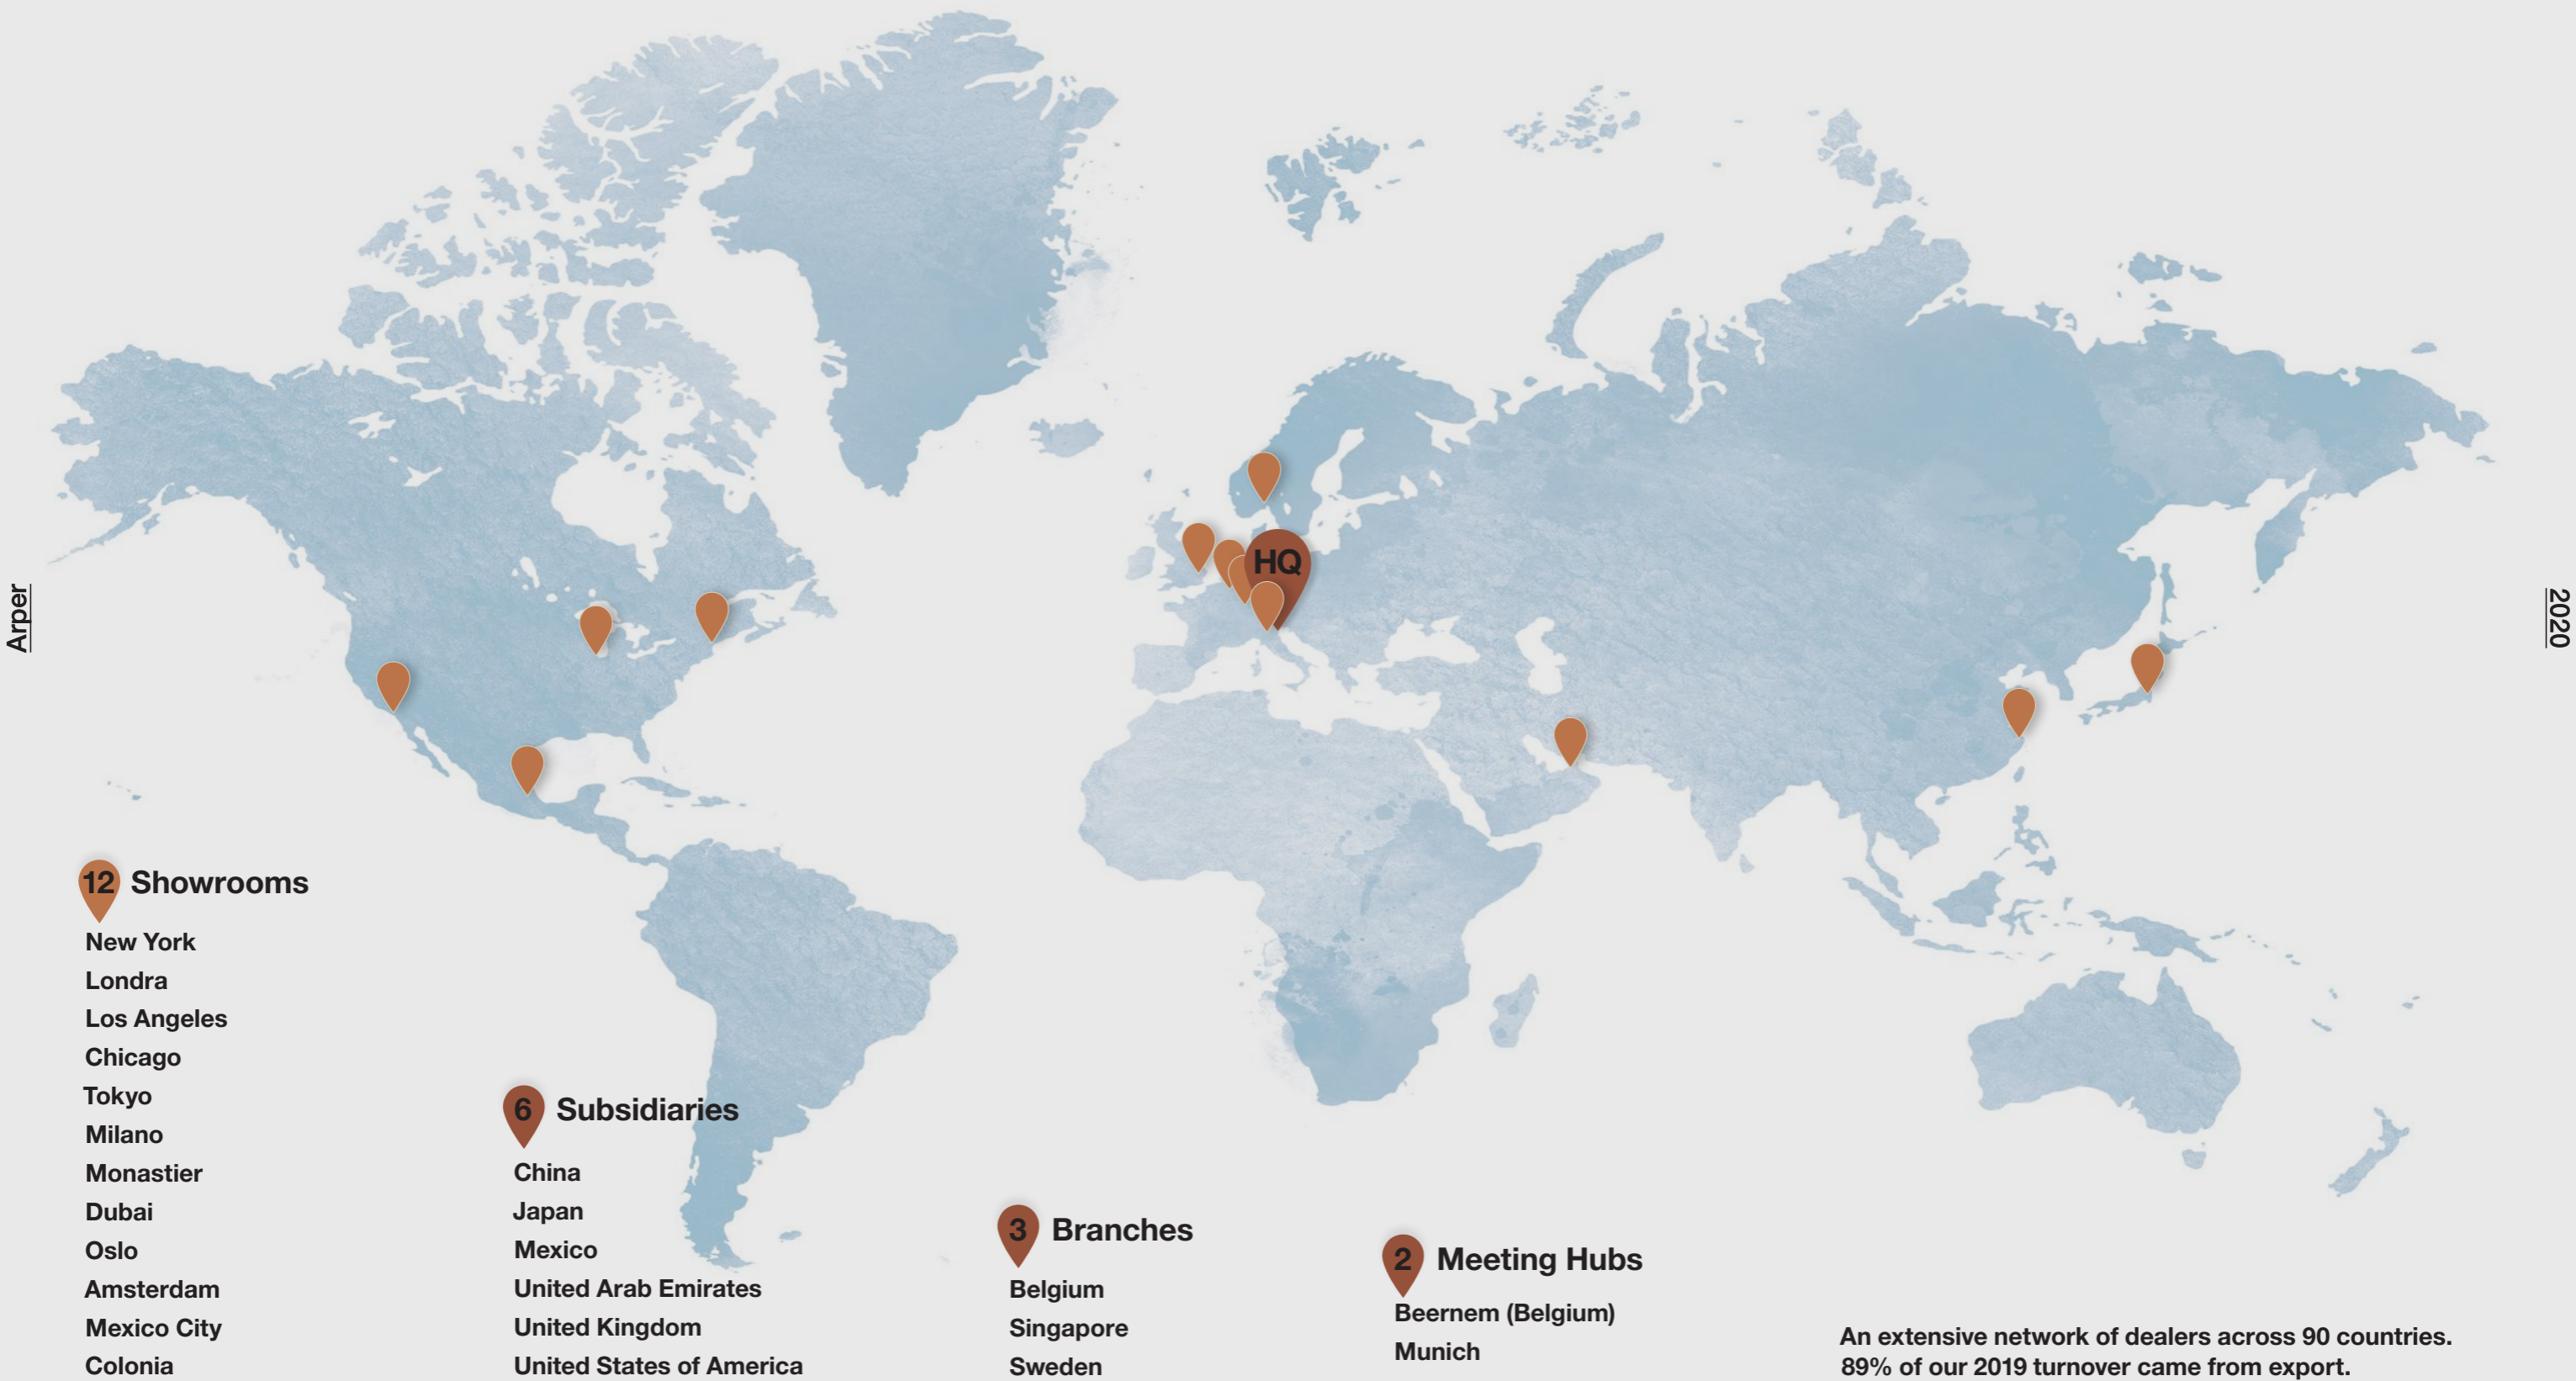 Arper
2020
HQ
12 Showrooms
New York
Londra
Los Angeles
Chicago
Tokyo
Milano
Monastier
Dubai
Oslo
Amsterdam
Mexico City
Colonia
6 Subsidiaries
China
Japan
Mexico
United Arab Emirates
United Kingdom
United States of America
3 Branches
Belgium
Singapore
Sweden
2 Meeting Hubs
Beernem (Belgium)
Munich
An extensive network of dealers across 90 countries.
89% of our 2019 turnover came from export.